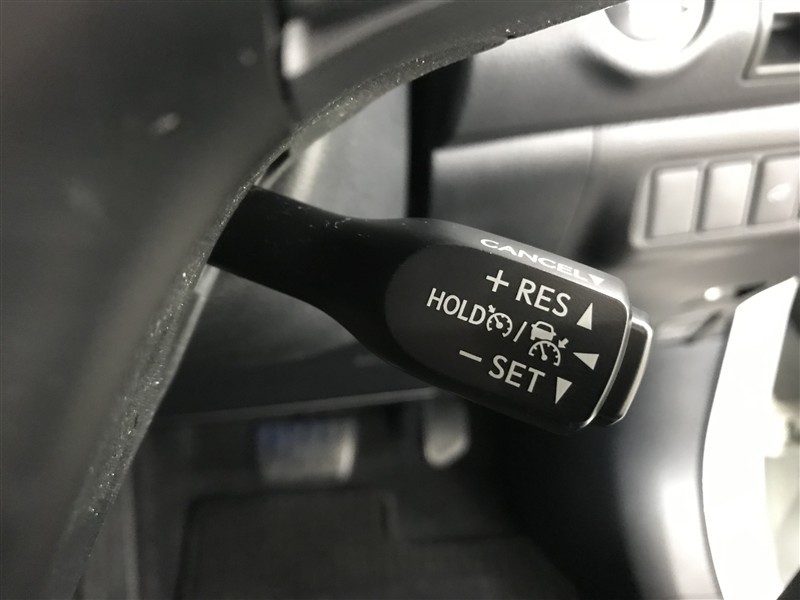 CANCEL
+ RES
HOLD /
- SET